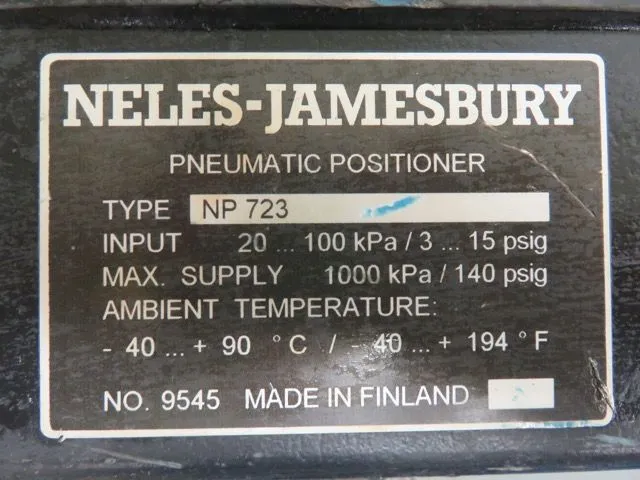 NELES-JAMESBURY
PNEUMATIC POSITIONER
TYPE NP 723
INPUT 20 ... 100 kPa / 3 ... 15 psig
MAX. SUPPLY 1000 kPa / 140 psig
AMBIENT TEMPERATURE:
- 40 ... + 90 °C / - 40 ... + 194 °F
NO. 9545 MADE IN FINLAND